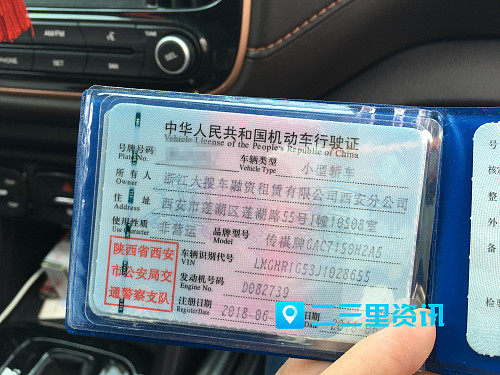 SEL
中华人民共和国机动车行驶证
Vehicle License of the People's Republic of China
号牌号码 Plate No. 车辆类型 Vehicle Type 小型轿车
所有人 Owner 浙江大搜车融资租赁有限公司西安分公司
住址 Address 西安市莲湖区莲湖路55号1幢10508室
使用性质 Use Character 非营运 品牌型号 Model 传祺牌GAC7150H2A5
陕西省西安
市公安局交
通警察支队
车辆识别代号 VIN LMGHR1G53J1028655
发动机号码 Engine No. D082739
注册日期 Register Date 2018-06-
二三里资讯